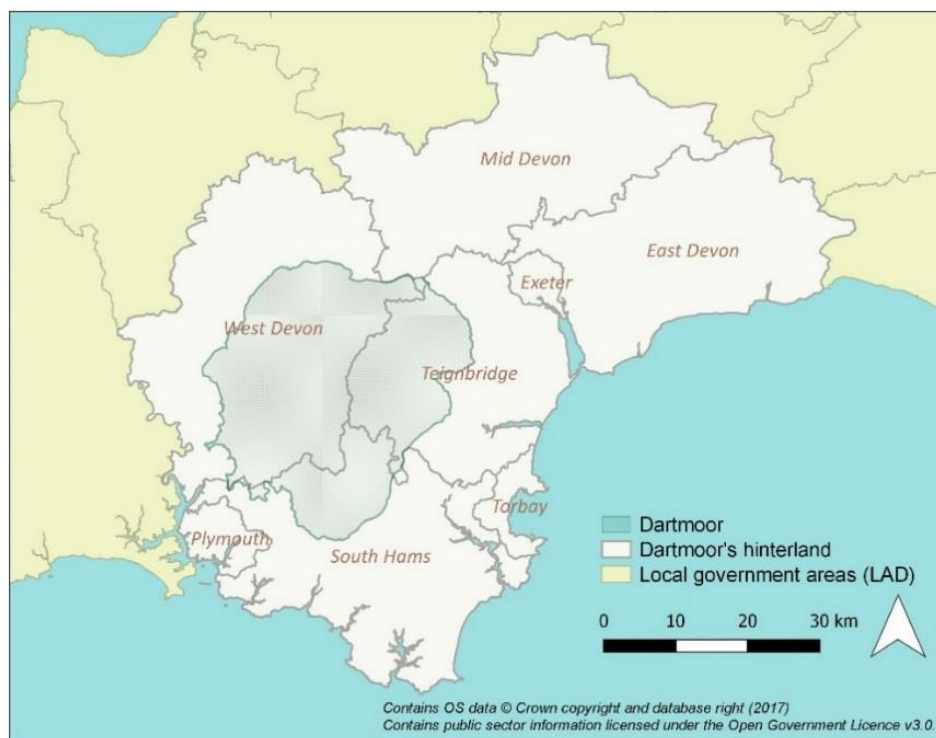 Mid Devon
East Devon
Exeter
West Devon
Teignbridge
Torbay
Plymouth
South Hams
Dartmoor
Dartmoor's hinterland
Local government areas (LAD)
0 10 20 30 km
Contains OS data © Crown copyright and database right (2017)
Contains public sector information licensed under the Open Government Licence v3.0.